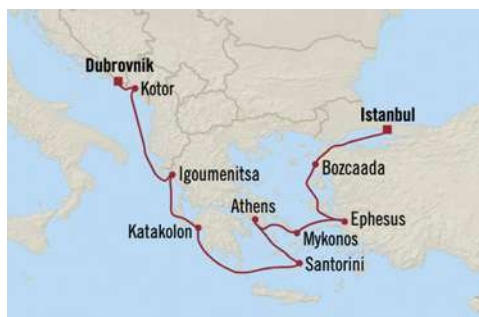 Dubrovnik
Kotor
Istanbul
Bozcaada
Igoumenitsa
Athens
Ephesus
Katakolon
Mykonos
Santorini